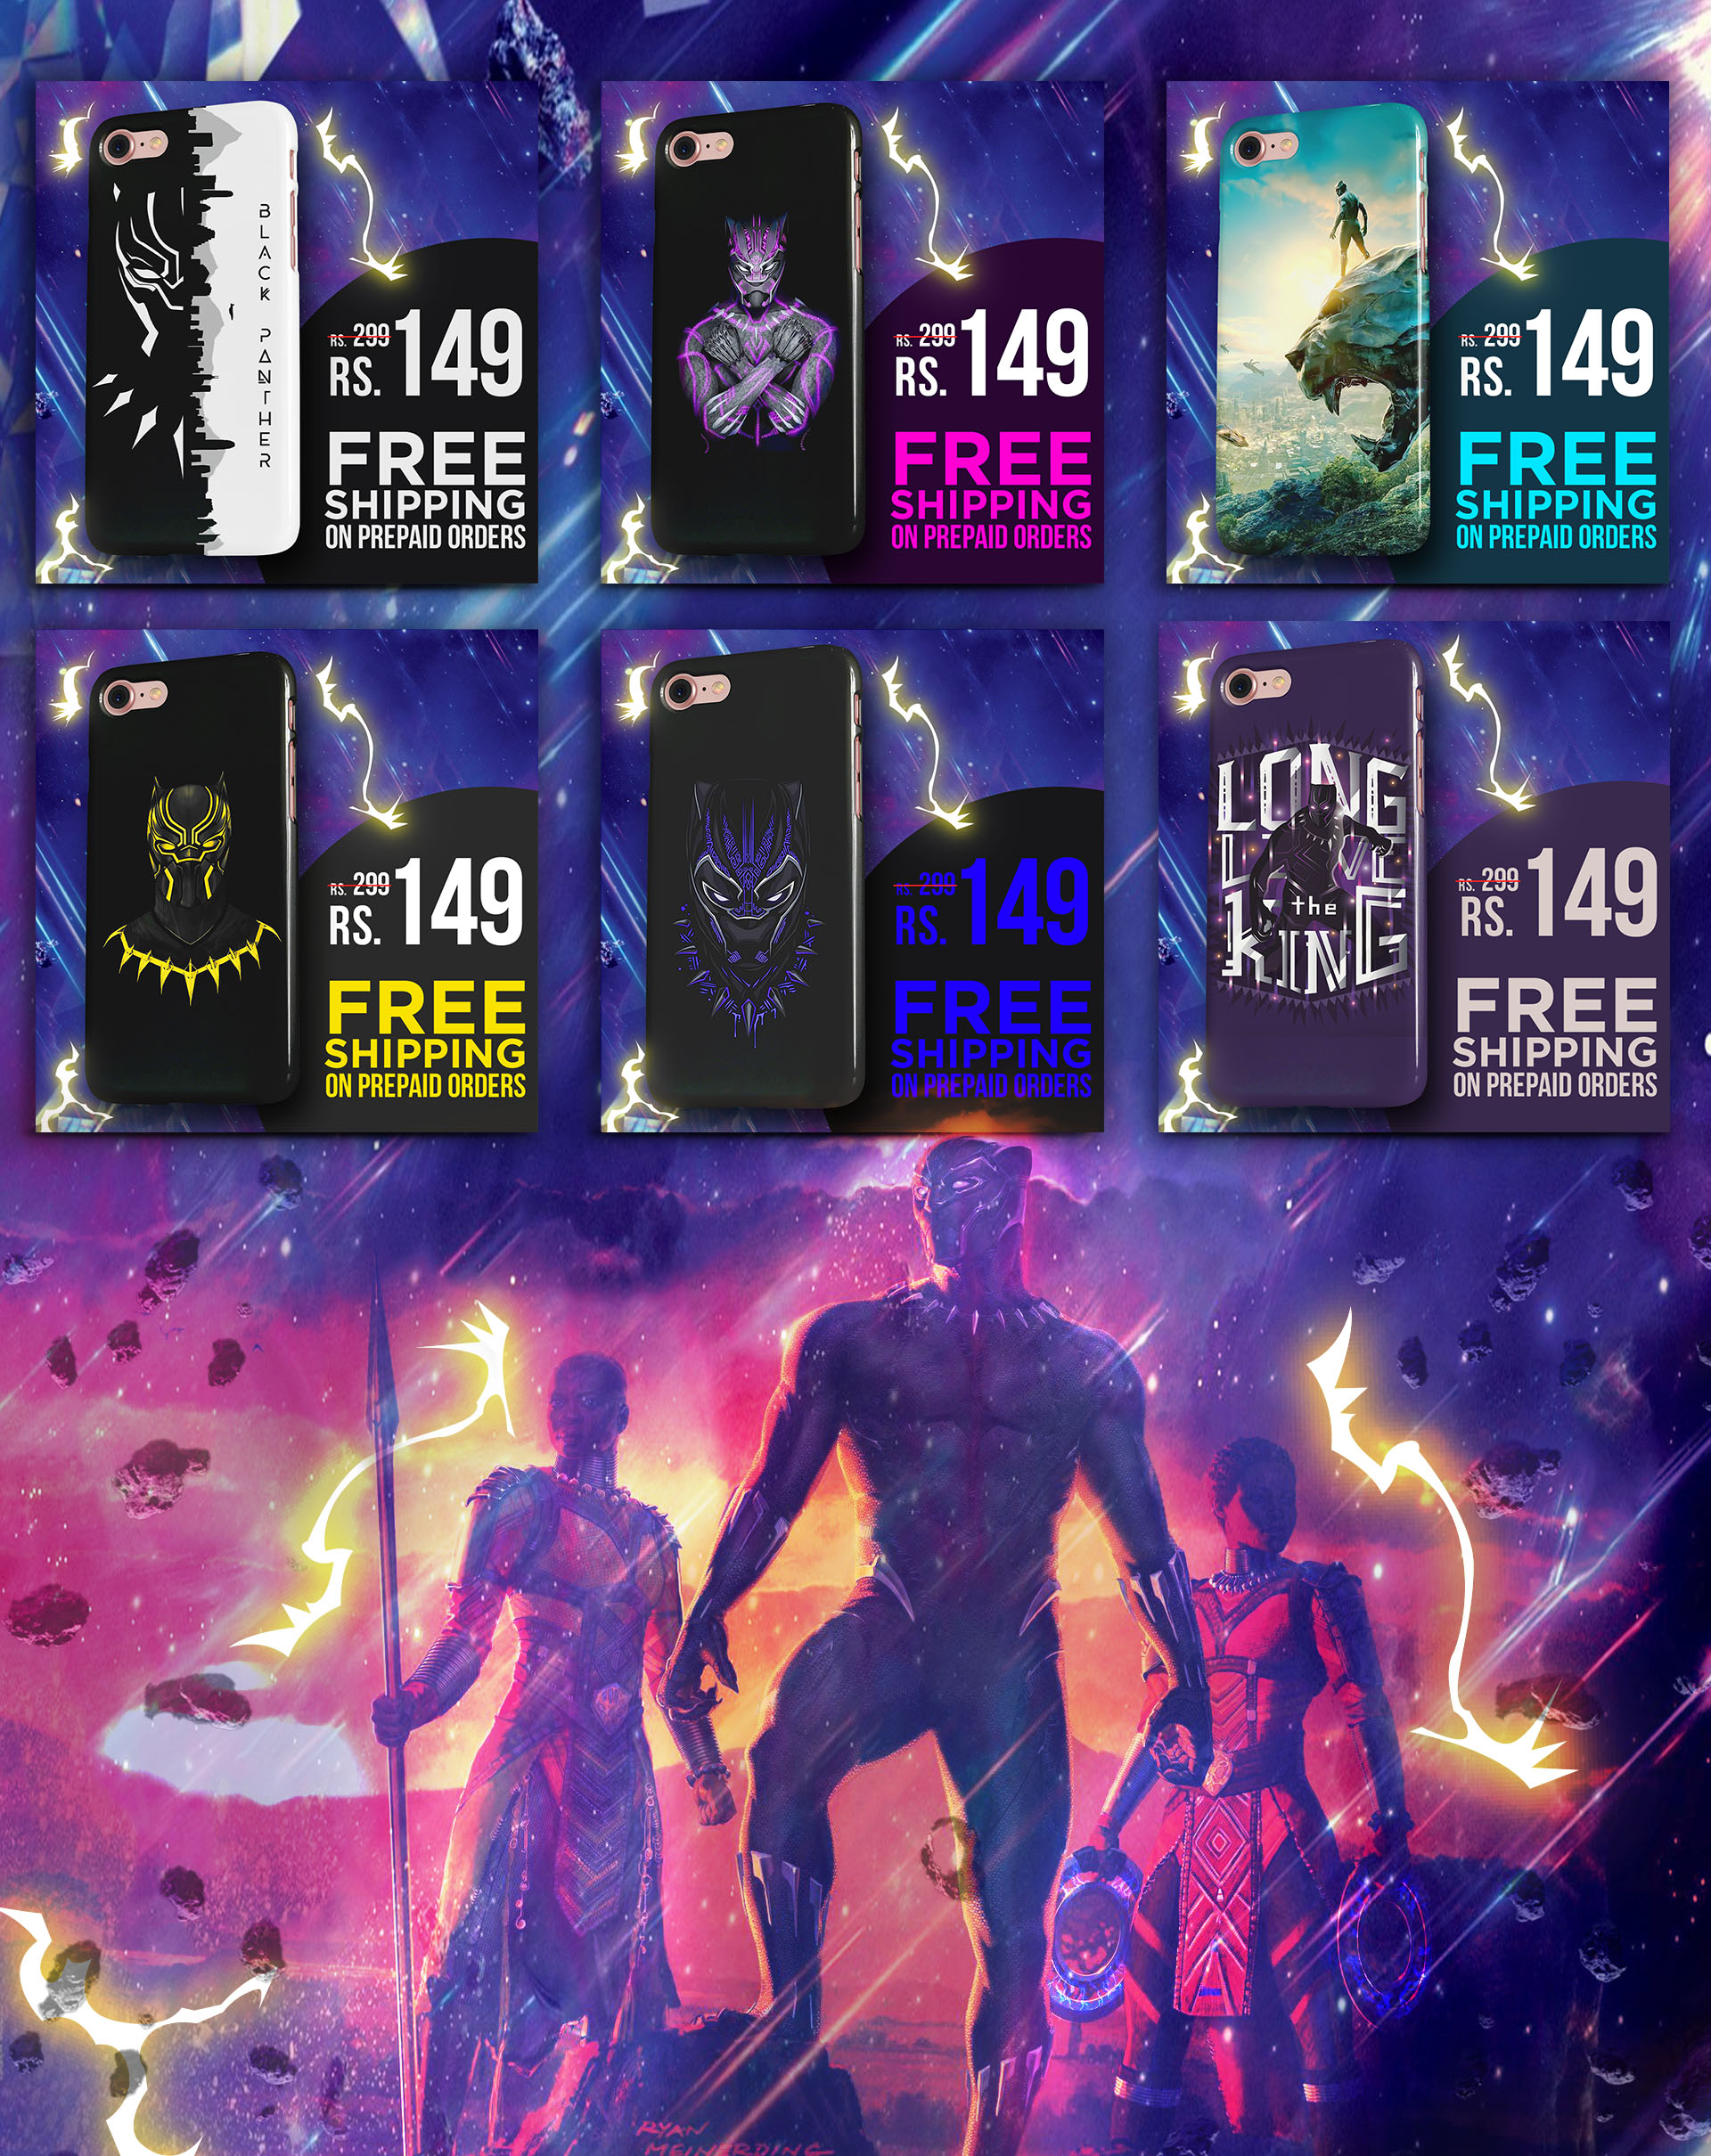 BLACK PANTHER
RS. 299
RS. 149
FREE
SHIPPING
ON PREPAID ORDERS
RS. 299
RS. 149
FREE
SHIPPING
ON PREPAID ORDERS
RS. 299
RS. 149
FREE
SHIPPING
ON PREPAID ORDERS
RS. 299
RS. 149
FREE
SHIPPING
ON PREPAID ORDERS
RS. 299
RS. 149
FREE
SHIPPING
ON PREPAID ORDERS
LONG
LIVE
the
KING
RS. 299
RS. 149
FREE
SHIPPING
ON PREPAID ORDERS
RYAN
MEINERDING